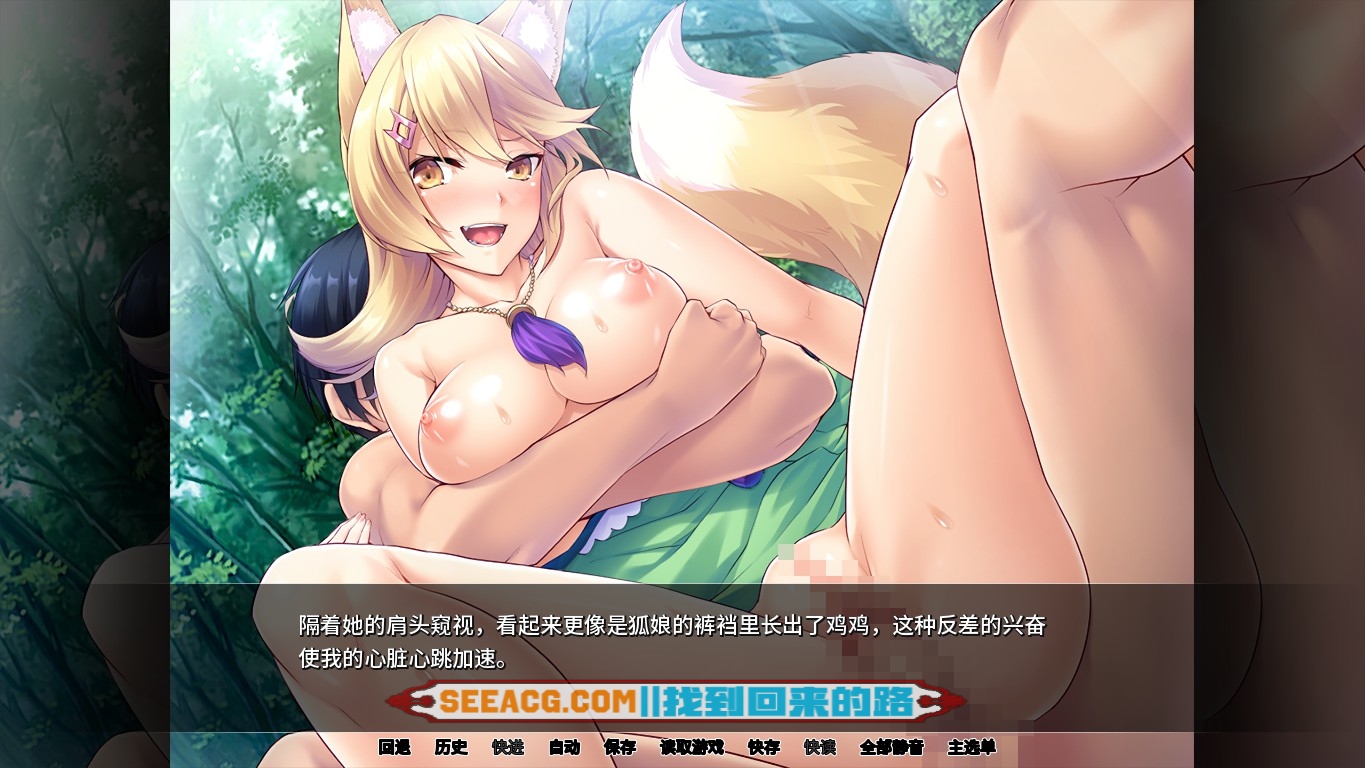 隔着她的肩头窥视，看起来更像是狐娘的裤裆里长出了鸡鸡，这种反差的兴奋
使我的心脏心跳加速。
SEEACG.COM||找到回来的路
回退 历史 快进 自动 保存 读取游戏 快存 快读 全部静音 主选单